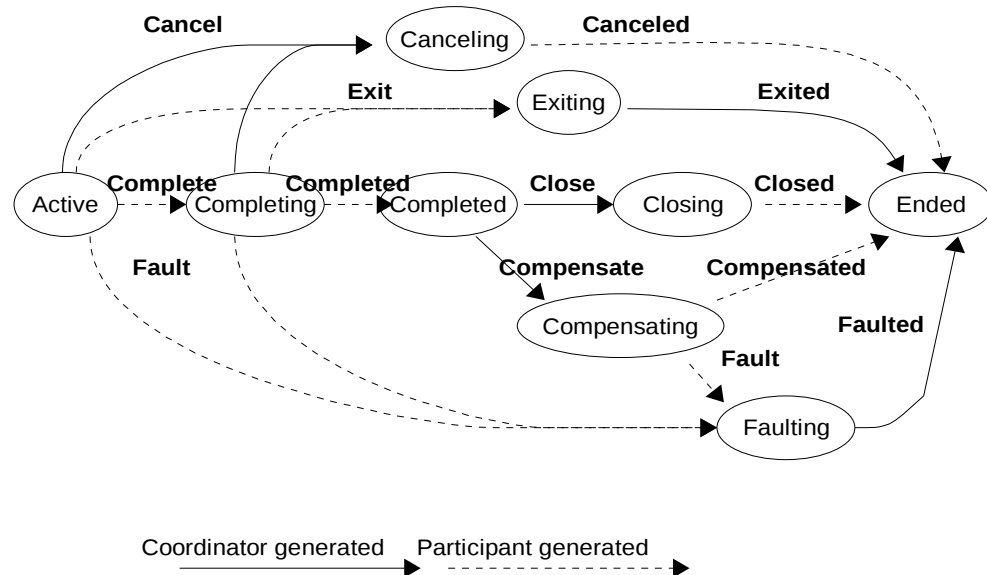 Cancel
Canceling
Canceled
Exit
Exiting
Exited
Active
Complete
Completing
Completed
Completed
Close
Closing
Closed
Ended
Fault
Compensate
Compensated
Compensating
Faulted
Fault
Faulting
Coordinator generated
Participant generated